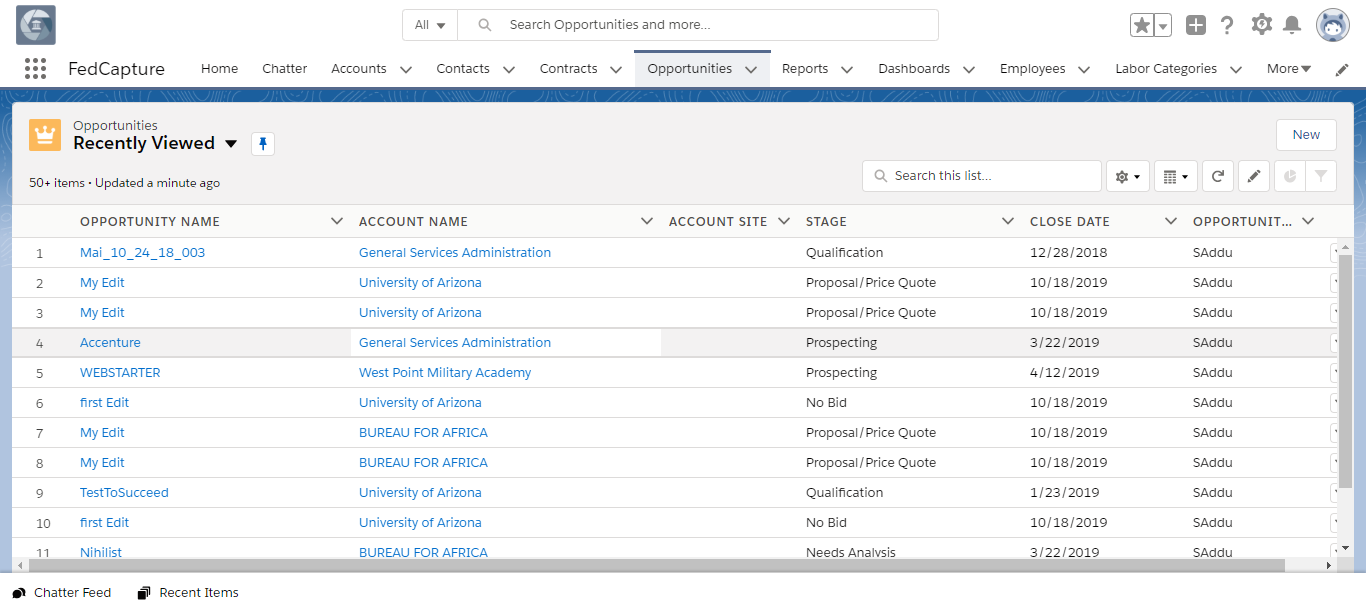 All Search Opportunities and more...
FedCapture Home Chatter Accounts Contacts Contracts Opportunities Reports Dashboards Employees Labor Categories More
Opportunities
Recently Viewed
New
50+ items • Updated a minute ago
Search this list...
OPPORTUNITY NAME ACCOUNT NAME ACCOUNT SITE STAGE CLOSE DATE OPPORTUNIT...
1 Mai_10_24_18_003 General Services Administration Qualification 12/28/2018 SAddu
2 My Edit University of Arizona Proposal/Price Quote 10/18/2019 SAddu
3 My Edit University of Arizona Proposal/Price Quote 10/18/2019 SAddu
4 Accenture General Services Administration Prospecting 3/22/2019 SAddu
5 WEBSTARTER West Point Military Academy Prospecting 4/12/2019 SAddu
6 first Edit University of Arizona No Bid 10/18/2019 SAddu
7 My Edit BUREAU FOR AFRICA Proposal/Price Quote 10/18/2019 SAddu
8 My Edit BUREAU FOR AFRICA Proposal/Price Quote 10/18/2019 SAddu
9 TestToSucceed University of Arizona Qualification 1/23/2019 SAddu
10 first Edit University of Arizona No Bid 10/18/2019 SAddu
11 Nihilist BUREAU FOR AFRICA Needs Analysis 3/22/2019 SAddu
Chatter Feed Recent Items